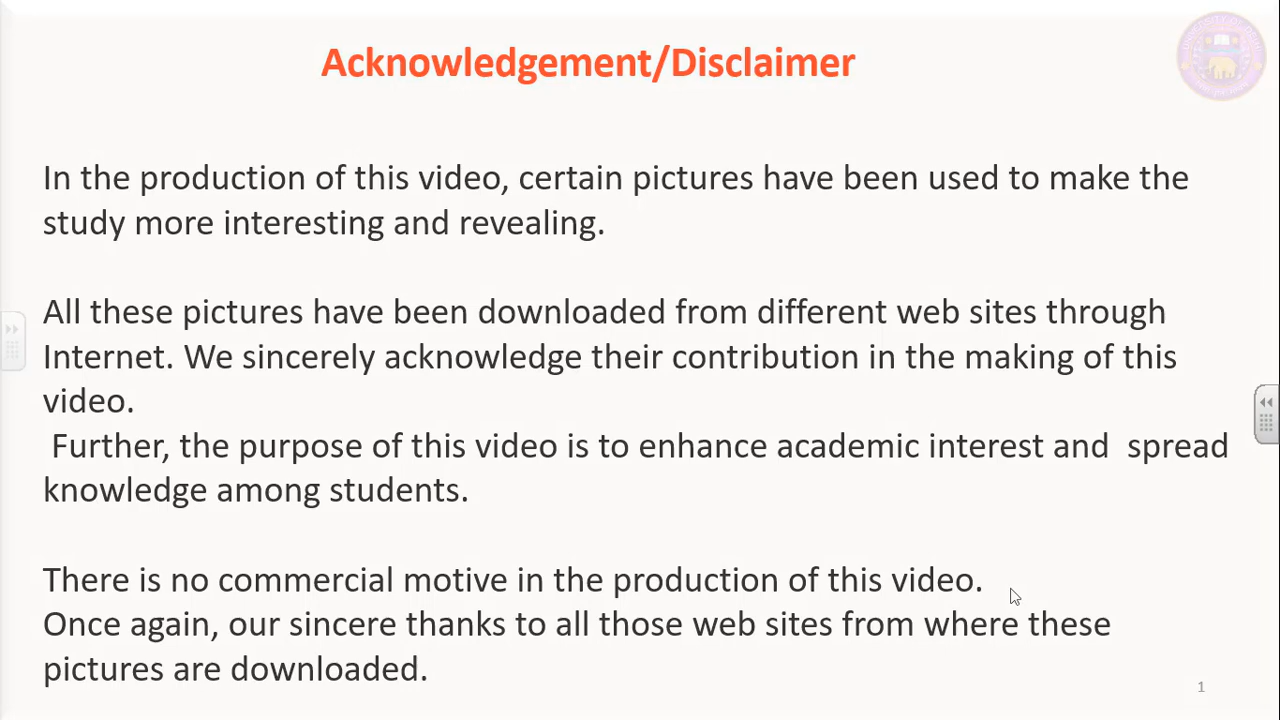 Acknowledgement/Disclaimer
In the production of this video, certain pictures have been used to make the
study more interesting and revealing.
All these pictures have been downloaded from different web sites through
Internet. We sincerely acknowledge their contribution in the making of this
video.
Further, the purpose of this video is to enhance academic interest and  spread
knowledge among students.
There is no commercial motive in the production of this video.
Once again, our sincere thanks to all those web sites from where these
pictures are downloaded.
1